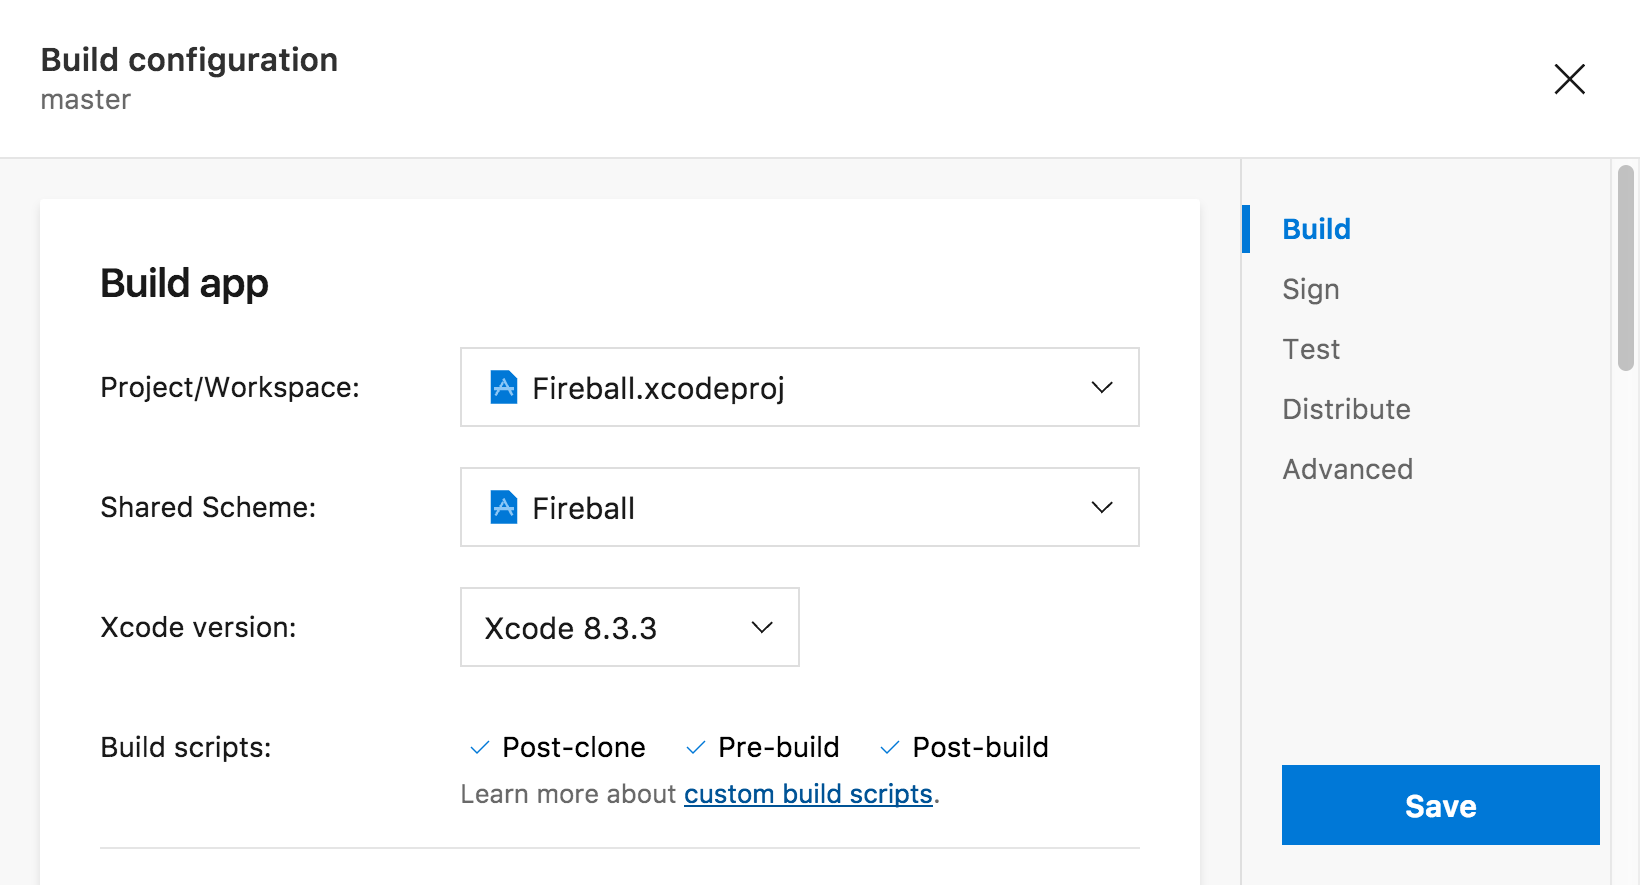 Build configuration
master
Build app
Project/Workspace:
Fireball.xcodeproj
Shared Scheme:
Fireball
Xcode version:
Xcode 8.3.3
Build scripts:
Post-clone
Pre-build
Post-build
Learn more about custom build scripts.
Build
Sign
Test
Distribute
Advanced
Save